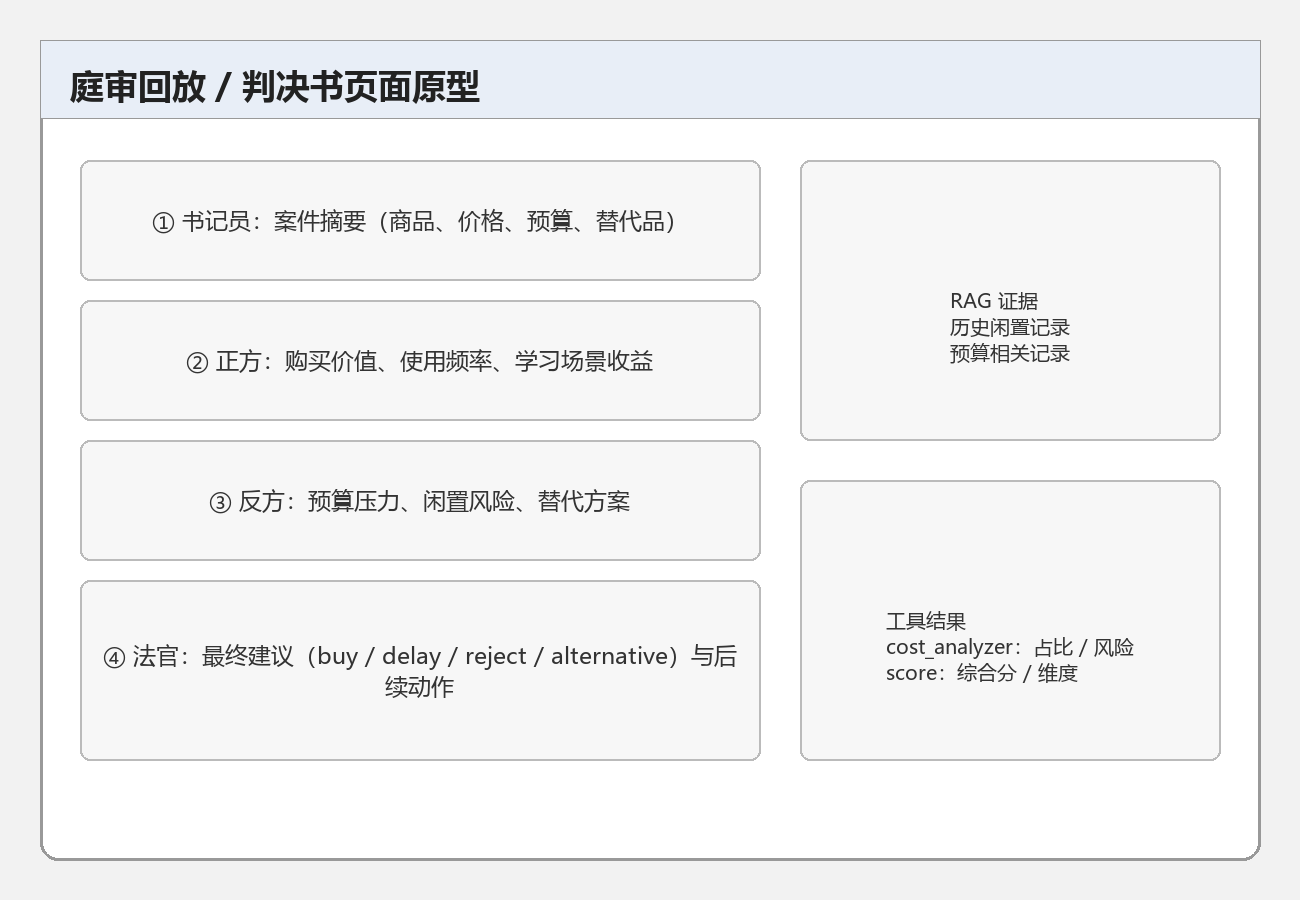 庭审回放 / 判决书页面原型
① 书记员：案件摘要（商品、价格、预算、替代品）
② 正方：购买价值、使用频率、学习场景收益
③ 反方：预算压力、闲置风险、替代方案
④ 法官：最终建议（buy / delay / reject / alternative）与后
续动作
RAG 证据
历史闲置记录
预算相关记录
工具结果
cost_analyzer：占比 / 风险
score：综合分 / 维度